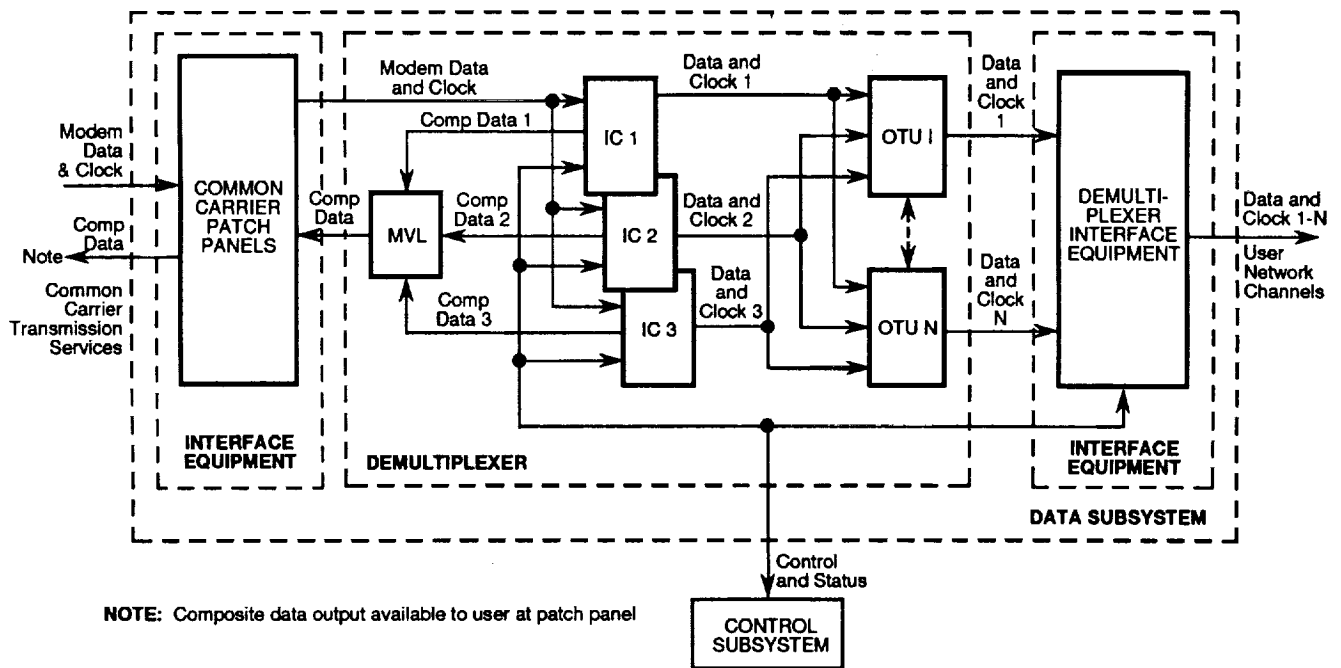 Modem
Data
& Clock
Comp
Data
Note
Common
Carrier
Transmission
Services
COMMON
CARRIER
PATCH
PANELS
INTERFACE
EQUIPMENT
Modem Data
and Clock
Comp Data 1
Comp
Data
MVL
Comp
Data 2
Comp
Data 3
IC 1
IC 2
IC 3
Data and
Clock 1
Data and
Clock 2
Data
and
Clock 3
OTU I
OTU N
DEMULTIPLEXER
Data
and
Clock
1
Data
and
Clock
N
DEMULTI-
PLEXER
INTERFACE
EQUIPMENT
INTERFACE
EQUIPMENT
Data and
Clock 1-N
User
Network
Channels
DATA SUBSYSTEM
Control
and Status
CONTROL
SUBSYSTEM
NOTE: Composite data output available to user at patch panel